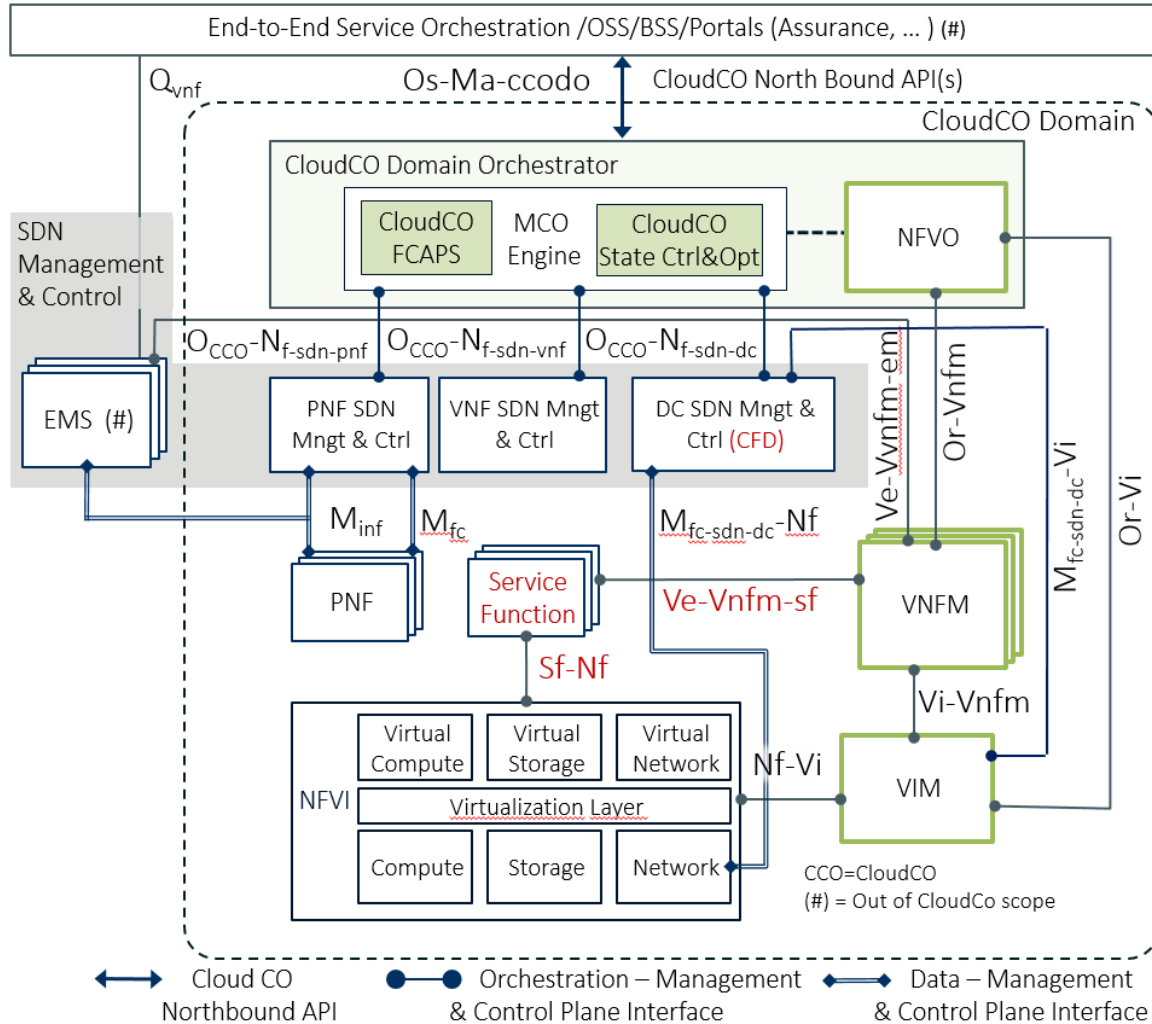 End-to-End Service Orchestration /OSS/BSS/Portals (Assurance, ... ) (#)
Qvnf
Os-Ma-ccodo
CloudCO North Bound API(s)
CloudCO Domain
CloudCO Domain Orchestrator
CloudCO
FCAPS
MCO
Engine
CloudCO
State Ctrl&Opt
NFVO
SDN
Management
& Control
OCCO-Nf-sdn-pnf
OCCO-Nf-sdn-vnf
OCCO-Nf-sdn-dc
EMS (#)
PNF SDN
Mngt & Ctrl
VNF SDN Mngt
& Ctrl
DC SDN Mngt &
Ctrl (CFD)
Ve-Vvnfm-em
Or-Vnfm
Mfc-sdn-dc-Vi
Or-Vi
Minf
Mfc
Mfc-sdn-dc-Nf
PNF
Service
Function
Ve-Vnfm-sf
VNFM
Sf-Nf
Vi-Vnfm
NFVI
Virtual
Compute
Virtual
Storage
Virtual
Network
Virtualization Layer
Compute
Storage
Network
Nf-Vi
VIM
CCO=CloudCO
(#) = Out of CloudCo scope
Cloud CO
Northbound API
Orchestration – Management
& Control Plane Interface
Data – Management
& Control Plane Interface